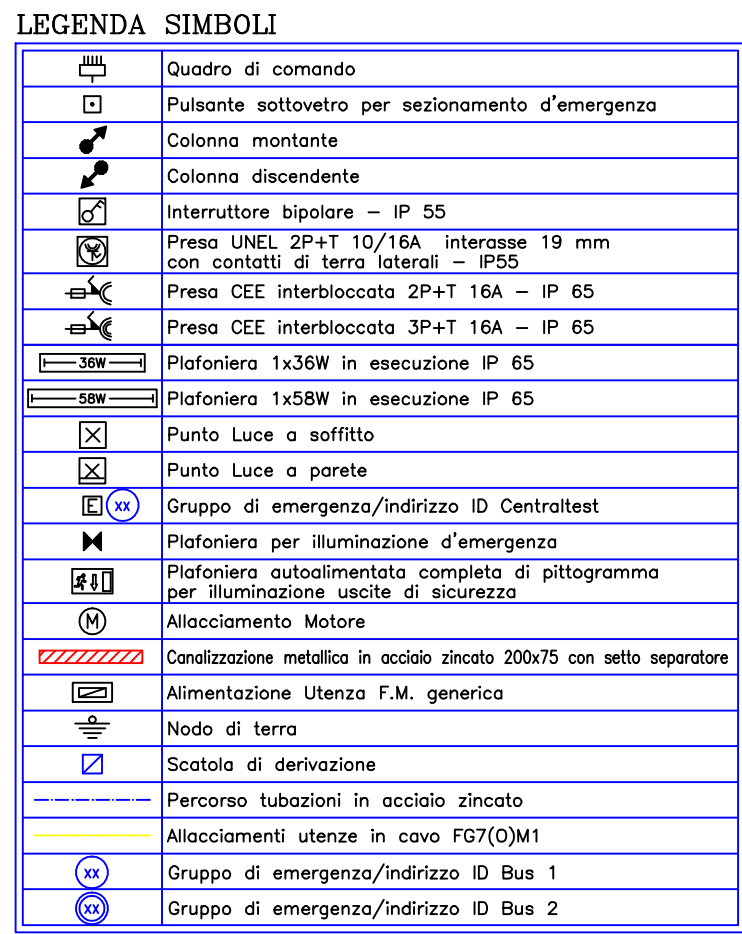 LEGENDA SIMBOLI
Quadro di comando
Pulsante sottovetro per sezionamento d'emergenza
Colonna montante
Colonna discendente
Interruttore bipolare – IP 55
Presa UNEL 2P+T 10/16A interasse 19 mm
con contatti di terra laterali – IP55
Presa CEE interbloccata 2P+T 16A – IP 65
Presa CEE interbloccata 3P+T 16A – IP 65
36W Plafoniera 1x36W in esecuzione IP 65
58W Plafoniera 1x58W in esecuzione IP 65
Punto Luce a soffitto
Punto Luce a parete
E xx Gruppo di emergenza/indirizzo ID Centraltest
Plafoniera per illuminazione d'emergenza
Plafoniera autoalimentata completa di pittogramma
per illuminazione uscite di sicurezza
M Allacciamento Motore
Canalizzazione metallica in acciaio zincato 200x75 con setto separatore
Alimentazione Utenza F.M. generica
Nodo di terra
Scatola di derivazione
Percorso tubazioni in acciaio zincato
Allacciamenti utenze in cavo FG7(O)M1
xx Gruppo di emergenza/indirizzo ID Bus 1
xx Gruppo di emergenza/indirizzo ID Bus 2